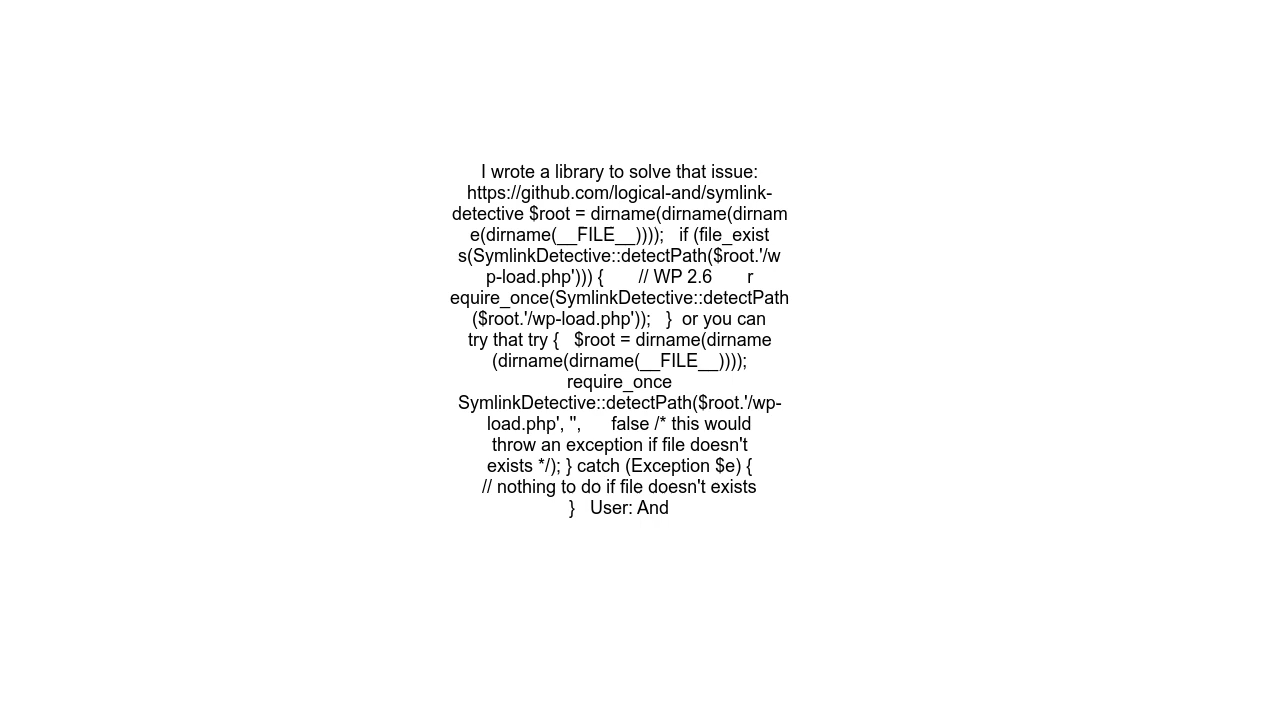 I wrote a library to solve that issue:
https://github.com/logical-and/symlink-
detective $root = dirname(dirname(dirnam
e(dirname(__FILE__))));   if (file_exist
s(SymlinkDetective::detectPath($root.'/w
p-load.php'))) {       // WP 2.6       r
equire_once(SymlinkDetective::detectPath
($root.'/wp-load.php'));   }  or you can
try that try {   $root = dirname(dirname
(dirname(dirname(__FILE__))));
require_once
SymlinkDetective::detectPath($root.'/wp-
load.php', '',      false /* this would
throw an exception if file doesn't
exists */); } catch (Exception $e) {
// nothing to do if file doesn't exists
}   User: And